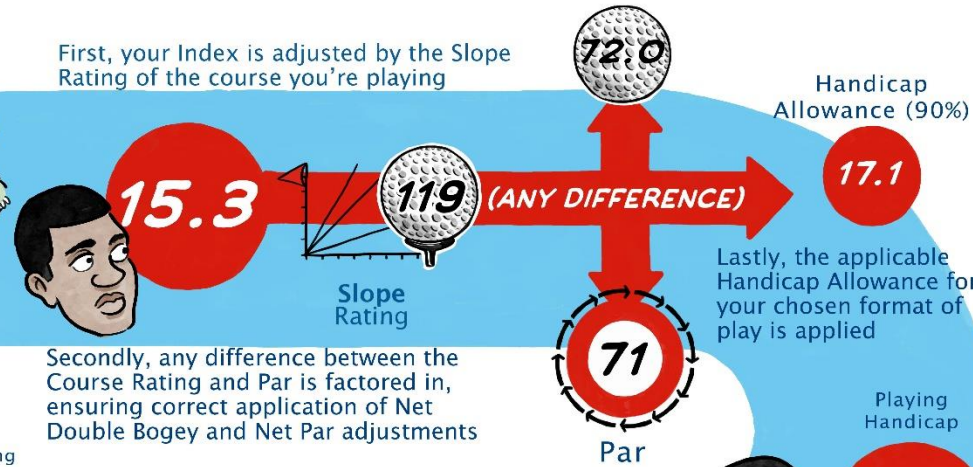 First, your Index is adjusted by the Slope
Rating of the course you're playing
72.0
Handicap
Allowance (90%)
15.3
119
(ANY DIFFERENCE)
17.1
Slope
Rating
Lastly, the applicable
Handicap Allowance for
your chosen format of
play is applied
Secondly, any difference between the
Course Rating and Par is factored in,
ensuring correct application of Net
Double Bogey and Net Par adjustments
71
Par
Playing
Handicap